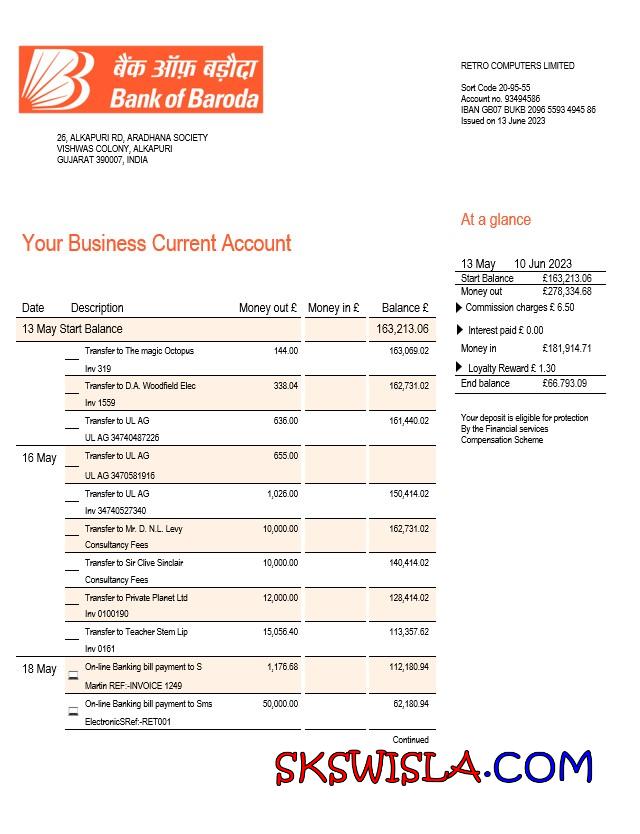 बैंक ऑफ़ बड़ौदा
Bank of Baroda
26, ALKAPURI RD, ARADHANA SOCIETY
VISHWAS COLONY, ALKAPURI
GUJARAT 390007, INDIA
RETRO COMPUTERS LIMITED
Sort Code 20-95-55
Account no. 93494586
IBAN GB07 BUKB 2096 5593 4945 86
Issued on 13 June 2023
Your Business Current Account
Date Description Money out £ Money in £ Balance £
13 May Start Balance 163,213.06
Transfer to The magic Octopus 144.00 163,069.02
Inv 319
Transfer to D.A. Woodfield Elec 338.04 162,731.02
Inv 1559
Transfer to UL AG 636.00 161,440.02
UL AG 34740487226
16 May Transfer to UL AG 655.00
UL AG 3470581916
Transfer to UL AG 1,026.00 150,414.02
Inv 34740527340
Transfer to Mr. D. N.L. Levy 10,000.00 162,731.02
Consultancy Fees
Transfer to Sir Clive Sinclair 10,000.00 140,414.02
Consultancy Fees
Transfer to Private Planet Ltd 12,000.00 128,414.02
Inv 0100190
Transfer to Teacher Stem Lip 15,056.40 113,357.62
Inv 0161
18 May On-line Banking bill payment to S 1,176.68 112,180.94
Martin REF:-INVOICE 1249
On-line Banking bill payment to Sms 50,000.00 62,180.94
ElectronicSRef:-RET001
Continued
At a glance
13 May 10 Jun 2023
Start Balance £163,213.06
Money out £278,334.68
Commission charges £ 6.50
Interest paid £ 0.00
Money in £181,914.71
Loyalty Reward £ 1.30
End balance £66.793.09
Your deposit is eligible for protection
By the Financial services
Compensation Scheme
SKSWISLA.COM